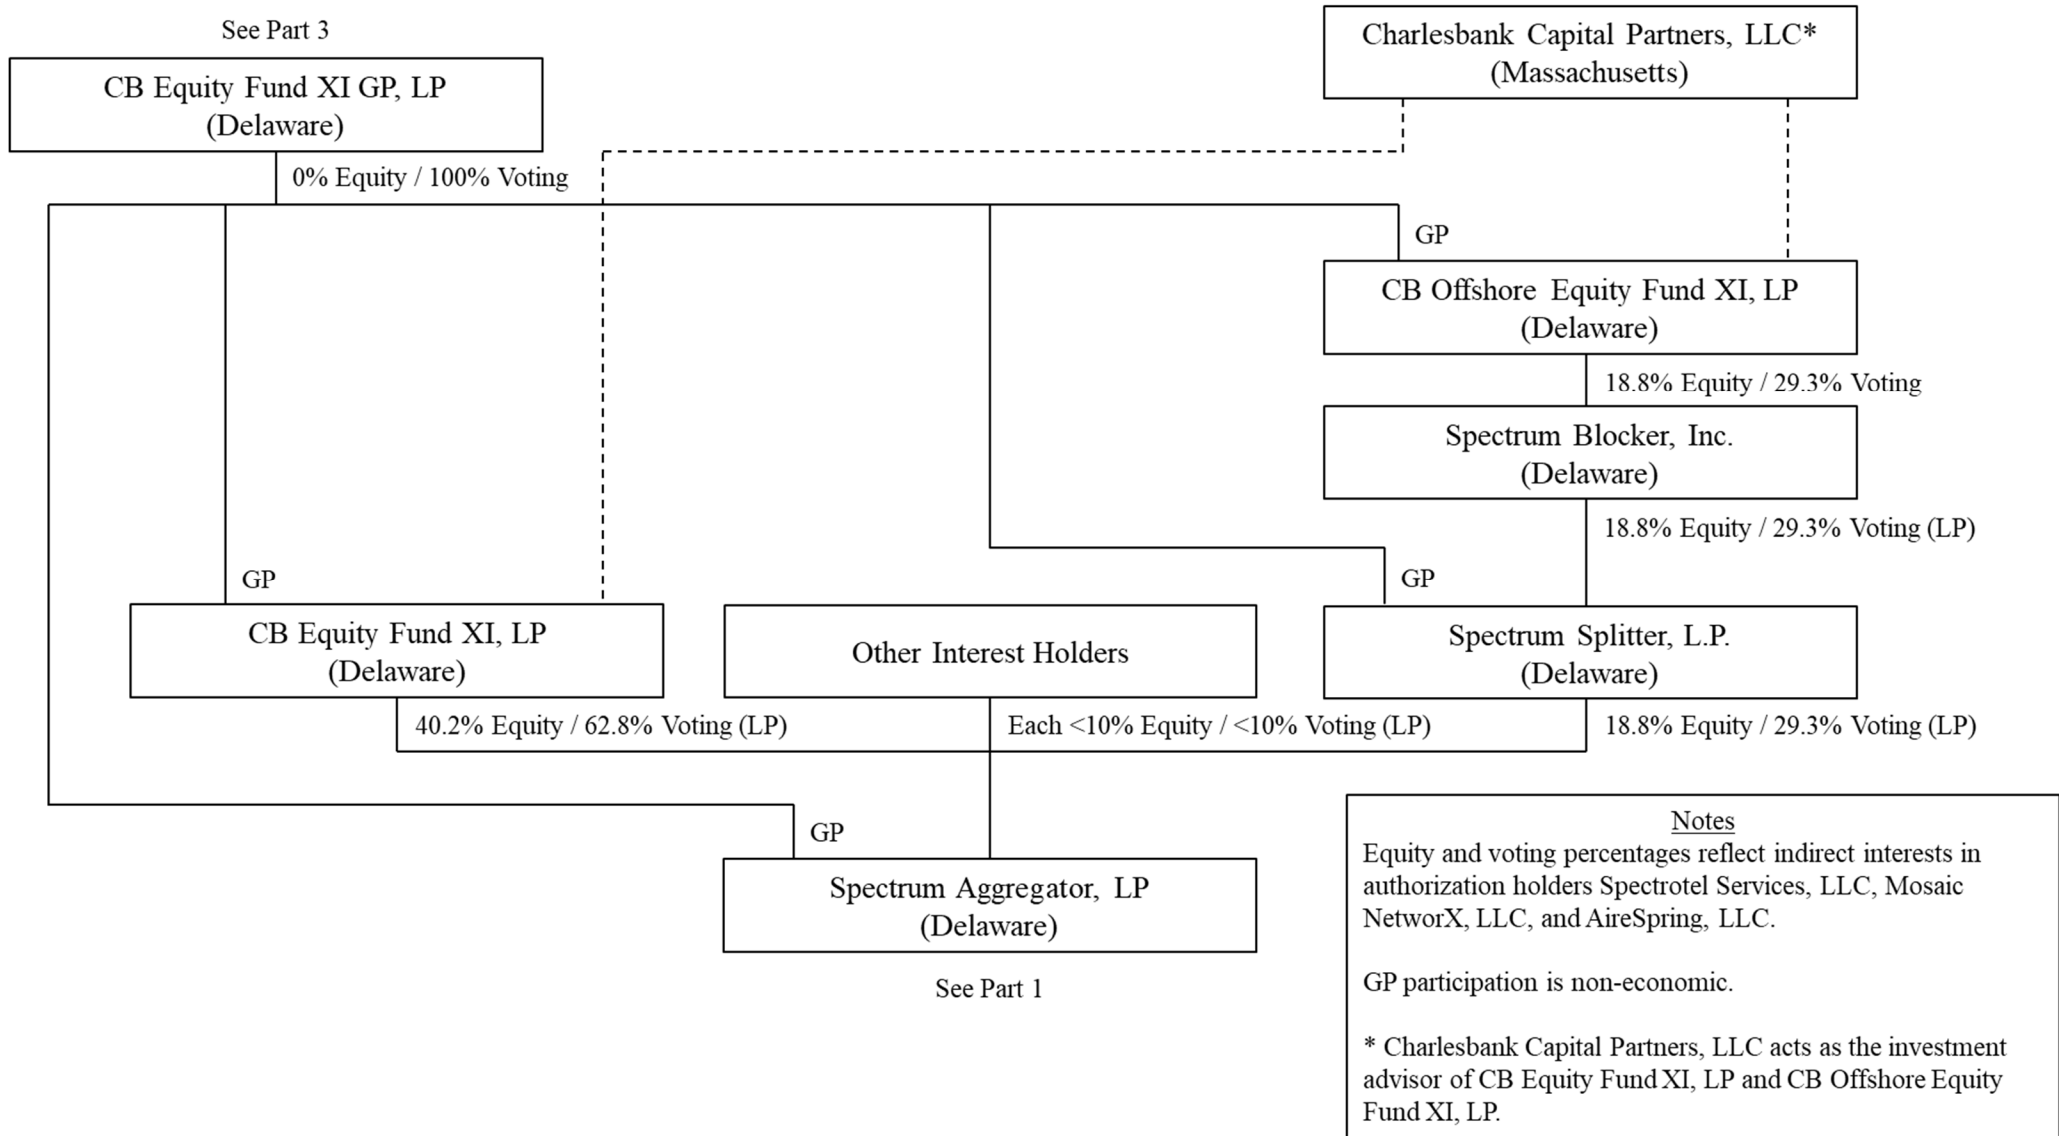 See Part 3
CB Equity Fund XI GP, LP
(Delaware)
0% Equity / 100% Voting
Charlesbank Capital Partners, LLC*
(Massachusetts)
GP
CB Offshore Equity Fund XI, LP
(Delaware)
18.8% Equity / 29.3% Voting
Spectrum Blocker, Inc.
(Delaware)
18.8% Equity / 29.3% Voting (LP)
GP
CB Equity Fund XI, LP
(Delaware)
40.2% Equity / 62.8% Voting (LP)
Other Interest Holders
Each <10% Equity / <10% Voting (LP)
GP
Spectrum Splitter, L.P.
(Delaware)
18.8% Equity / 29.3% Voting (LP)
GP
Spectrum Aggregator, LP
(Delaware)
See Part 1
Notes
Equity and voting percentages reflect indirect interests in
authorization holders Spectrotel Services, LLC, Mosaic
NetworX, LLC, and AireSpring, LLC.
GP participation is non-economic.
* Charlesbank Capital Partners, LLC acts as the investment
advisor of CB Equity Fund XI, LP and CB Offshore Equity
Fund XI, LP.